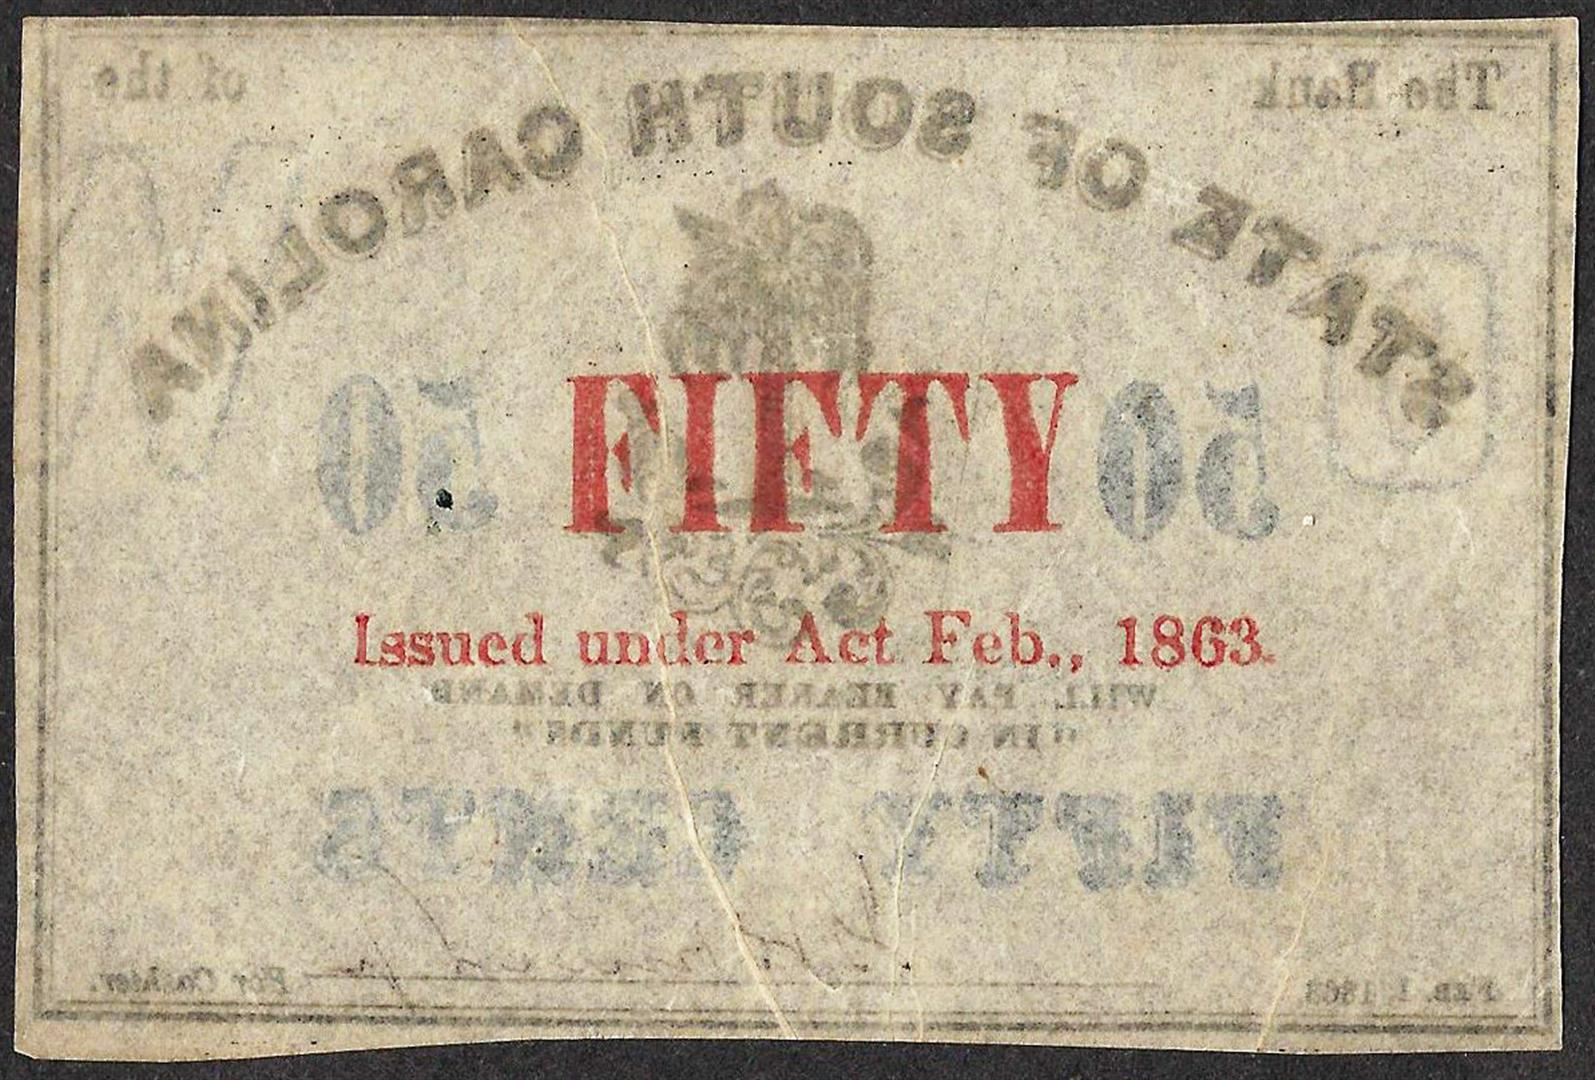 The Bank of the
STATE OF SOUTH CAROLINA
50 FIFTY 50
Issued under Act Feb., 1863.
WILL PAY BEARER ON DEMAND
"IN CURRENT FUNDS"
FIFTY CENTS
FEB. 1, 1863. For Cashier.